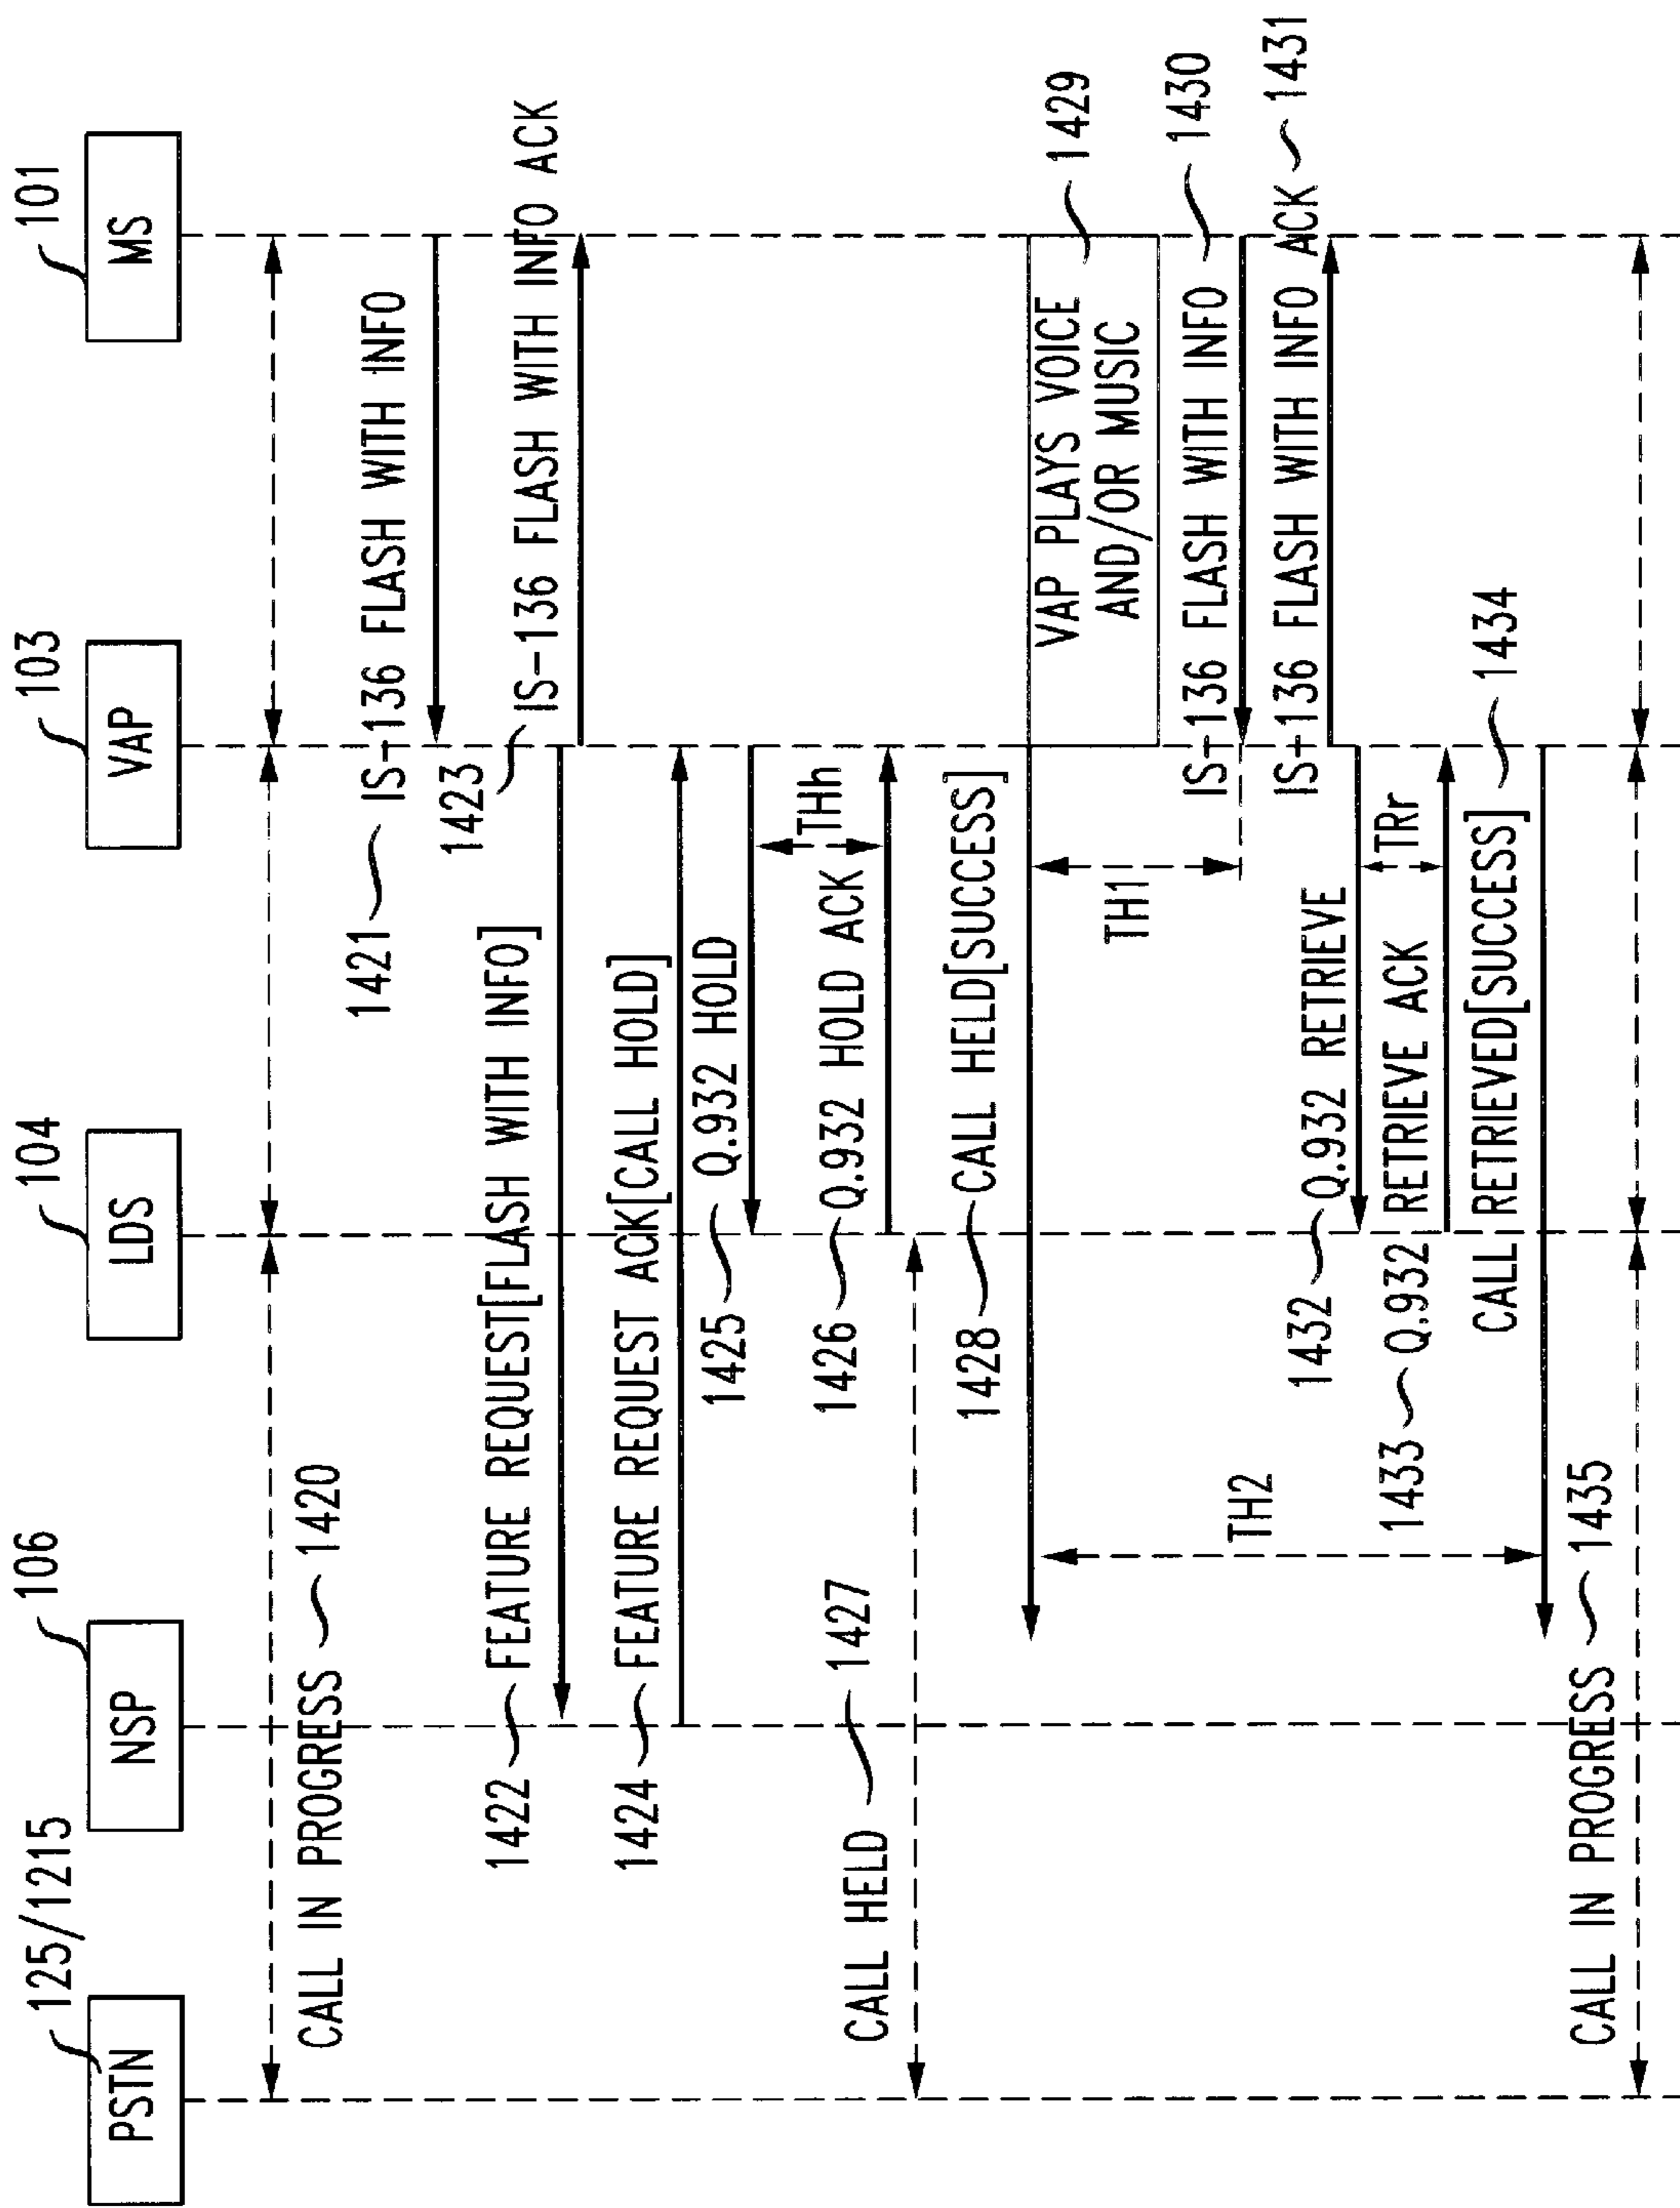 125/1215
PSTN
106
NSP
104
LDS
103
VAP
101
MS
CALL IN PROGRESS 1420
1421 IS-136 FLASH WITH INFO
1422 FEATURE REQUEST[FLASH WITH INFO]
1423 IS-136 FLASH WITH INFO ACK
1424 FEATURE REQUEST ACK[CALL HOLD]
1425 Q.932 HOLD
THh
1426 Q.932 HOLD ACK
CALL HELD 1427
1428 CALL HELD[SUCCESS]
VAP PLAYS VOICE
AND/OR MUSIC
1429
TH1
IS-136 FLASH WITH INFO 1430
IS-136 FLASH WITH INFO ACK 1431
TH2
1432 Q.932 RETRIEVE
TRr
1433 Q.932 RETRIEVE ACK
CALL RETRIEVED[SUCCESS] 1434
CALL IN PROGRESS 1435